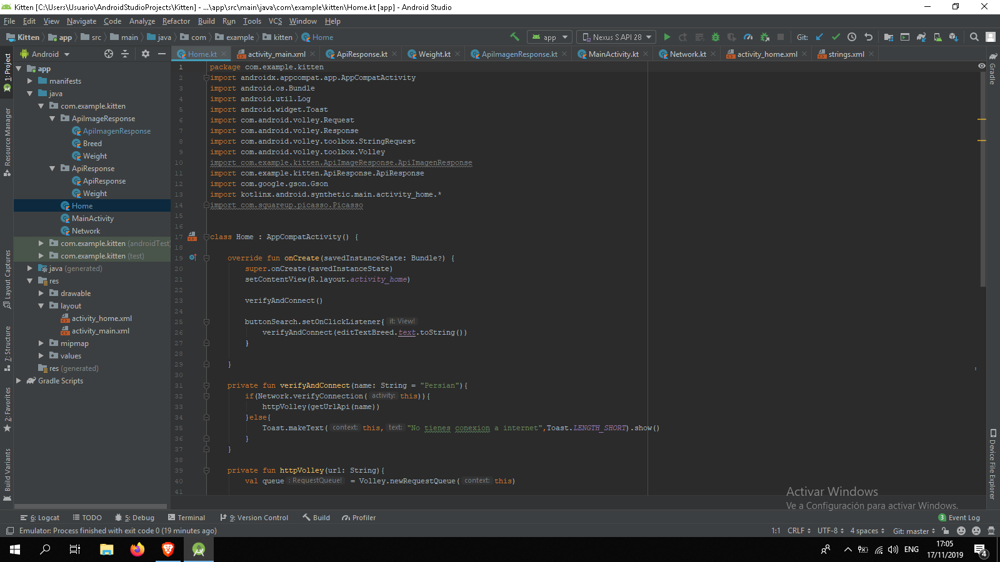 Kitten [C:\Users\Usuario\AndroidStudioProjects\Kitten] - ...\app\src\main\java\com\example\kitten\Home.kt [app] - Android Studio
File Edit View Navigate Code Analyze Refactor Build Run Tools VCS Window Help
Kitten app src main java com example kitten Home app Nexus S API 28 Git:
Android Home.kt activity_main.xml ApiResponse.kt Weight.kt ApiImagenResponse.kt MainActivity.kt Network.kt activity_home.xml strings.xml
1: Project
Resource Manager
Layout Captures
7: Structure
2: Favorites
Build Variants
app
manifests
java
com.example.kitten
ApiImageResponse
ApiImagenResponse
Breed
Weight
ApiResponse
ApiResponse
Weight
Home
MainActivity
Network
com.example.kitten (androidTest)
com.example.kitten (test)
java (generated)
res
drawable
layout
activity_home.xml
activity_main.xml
mipmap
values
res (generated)
Gradle Scripts
1 package com.example.kitten
2 import androidx.appcompat.app.AppCompatActivity
3 import android.os.Bundle
4 import android.util.Log
5 import android.widget.Toast
6 import com.android.volley.Request
7 import com.android.volley.Response
8 import com.android.volley.toolbox.StringRequest
9 import com.android.volley.toolbox.Volley
10 import com.example.kitten.ApiImageResponse.ApiImagenResponse
11 import com.example.kitten.ApiResponse.ApiResponse
12 import com.google.gson.Gson
13 import kotlinx.android.synthetic.main.activity_home.*
14 import com.squareup.picasso.Picasso
15
16
17 class Home : AppCompatActivity() {
18
19 override fun onCreate(savedInstanceState: Bundle?) {
20 super.onCreate(savedInstanceState)
21 setContentView(R.layout.activity_home)
22
23 verifyAndConnect()
24
25 buttonSearch.setOnClickListener{ it: View!
26 verifyAndConnect(editTextBreed.text.toString())
27 }
28
29 }
30
31 private fun verifyAndConnect(name: String = "Persian"){
32 if(Network.verifyConnection( activity: this)){
33 httpVolley(getUrlApi(name))
34 }else{
35 Toast.makeText( context: this, text: "No tienes conexion a internet",Toast.LENGTH_SHORT).show()
36 }
37 }
38
39 private fun httpVolley(url: String){
40 val queue : RequestQueue! = Volley.newRequestQueue( context: this)
41
Gradle
Device File Explorer
Activar Windows
Ve a Configuración para activar Windows.
6: Logcat TODO 5: Debug Terminal 9: Version Control Build Profiler 3 Event Log
Emulator: Process finished with exit code 0 (19 minutes ago) 1:1 CRLF UTF-8 4 spaces Git: master
ENG 17:05
17/11/2019 4